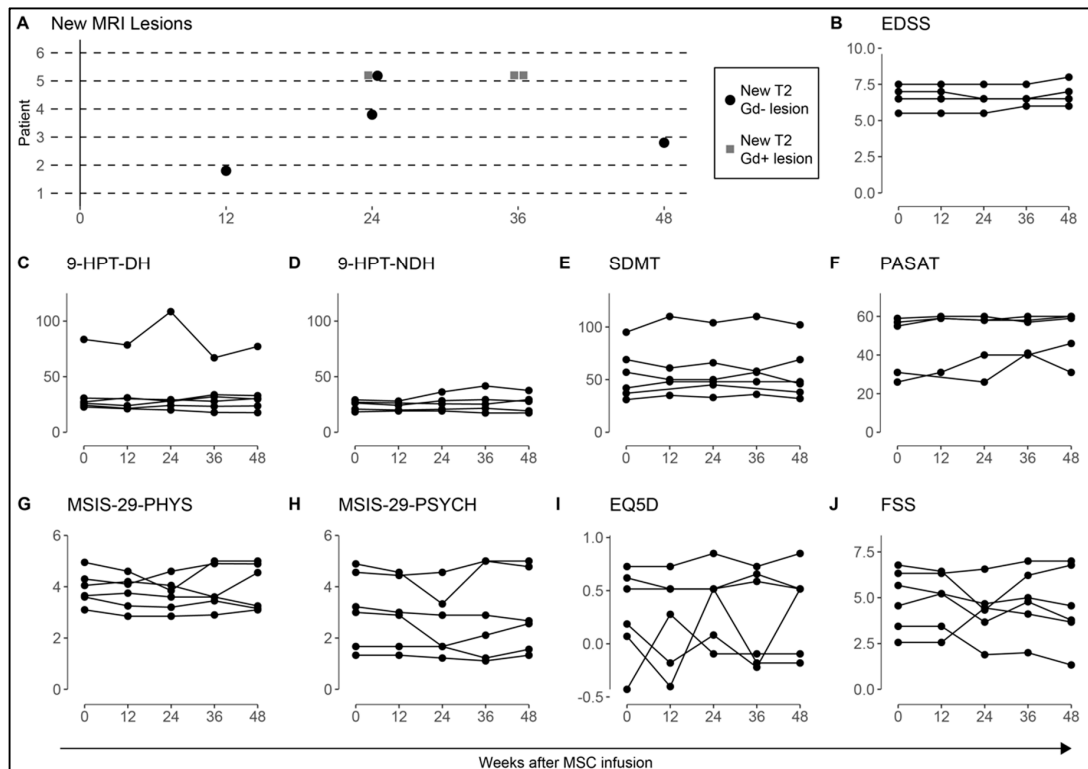 A New MRI Lesions
6
5
4
3
2
1
Patient
0 12 24 36 48
New T2
Gd- lesion
New T2
Gd+ lesion
B EDSS
10.0
7.5
5.0
2.5
0.0
0 12 24 36 48
C 9-HPT-DH
100
50
0
0 12 24 36 48
D 9-HPT-NDH
100
50
0
0 12 24 36 48
E SDMT
100
50
0
0 12 24 36 48
F PASAT
60
40
20
0
0 12 24 36 48
G MSIS-29-PHYS
6
4
2
0
0 12 24 36 48
H MSIS-29-PSYCH
6
4
2
0
0 12 24 36 48
I EQ5D
1.0
0.5
0.0
-0.5
0 12 24 36 48
J FSS
7.5
5.0
2.5
0.0
0 12 24 36 48
Weeks after MSC infusion